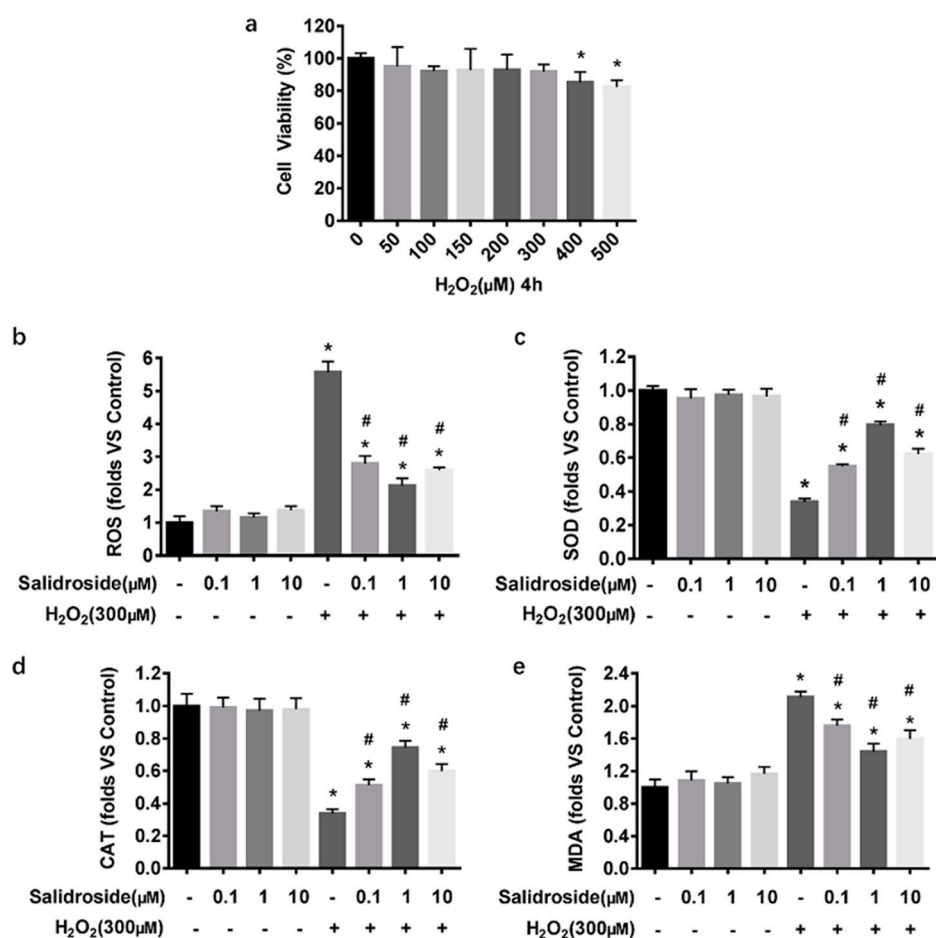 a
Cell Viability (%)
120
100
80
60
40
20
0
* *
0 50 100 150 200 300 400 500
H₂O₂(μM) 4h
b
ROS (folds VS Control)
6
5
4
3
2
1
0
*
# # #
* * *
Salidroside(μM) - 0.1 1 10 - 0.1 1 10
H₂O₂(300μM) - - - - + + + +
c
SOD (folds VS Control)
1.2
1.0
0.8
0.6
0.4
0.2
0.0
*
# # #
* * *
Salidroside(μM) - 0.1 1 10 - 0.1 1 10
H₂O₂(300μM) - - - - + + + +
d
CAT (folds VS Control)
1.2
1.0
0.8
0.6
0.4
0.2
0.0
*
# # #
* * *
Salidroside(μM) - 0.1 1 10 - 0.1 1 10
H₂O₂(300μM) - - - - + + + +
e
MDA (folds VS Control)
2.4
2.0
1.6
1.2
0.8
0.4
0.0
*
# # #
* * *
Salidroside(μM) - 0.1 1 10 - 0.1 1 10
H₂O₂(300μM) - - - - + + + +